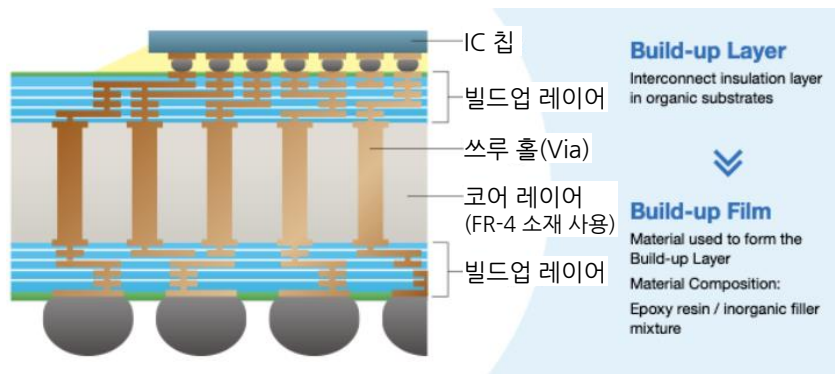 IC 칩
빌드업 레이어
쓰루 홀(Via)
코어 레이어
(FR-4 소재 사용)
빌드업 레이어
Build-up Layer
Interconnect insulation layer
in organic substrates
Build-up Film
Material used to form the
Build-up Layer
Material Composition:
Epoxy resin / inorganic filler
mixture